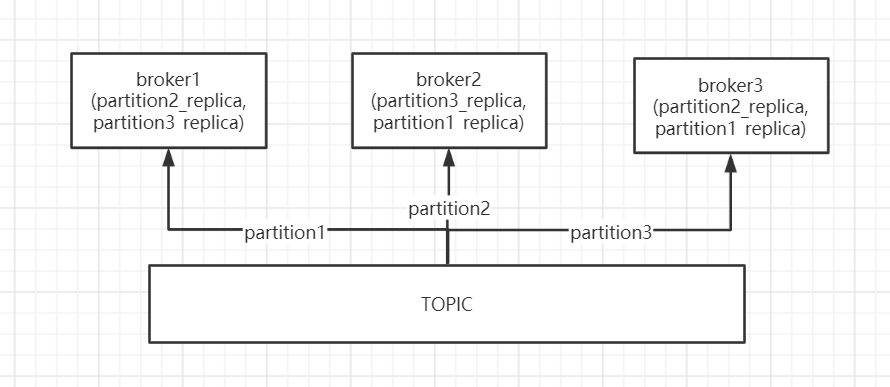 broker1
(partition2_replica,
partition3 replica)
broker2
(partition3_replica,
partition1 replica)
broker3
(partition2_replica,
partition1 replica)
partition2
partition1
partition3
TOPIC